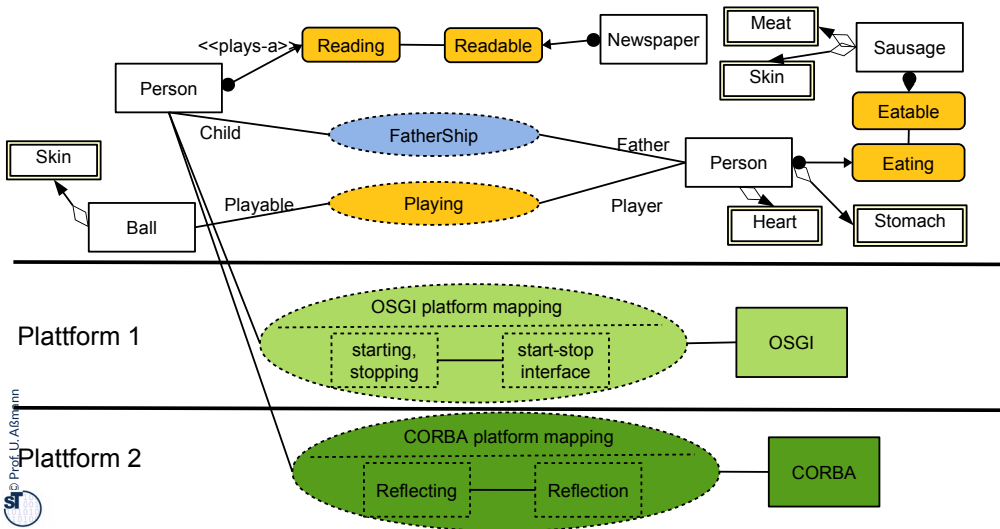 Meat
<<plays-a>>
Reading
Readable
Newspaper
Sausage
Skin
Person
Eatable
Child
FatherShip
Father
Person
Eating
Skin
Playable
Playing
Player
Ball
Heart
Stomach
OSGI platform mapping
Plattform 1
starting,
stopping
start-stop
interface
OSGI
CORBA platform mapping
Plattform 2
Reflecting
Reflection
CORBA
© Prof. U. Aßmann
ST